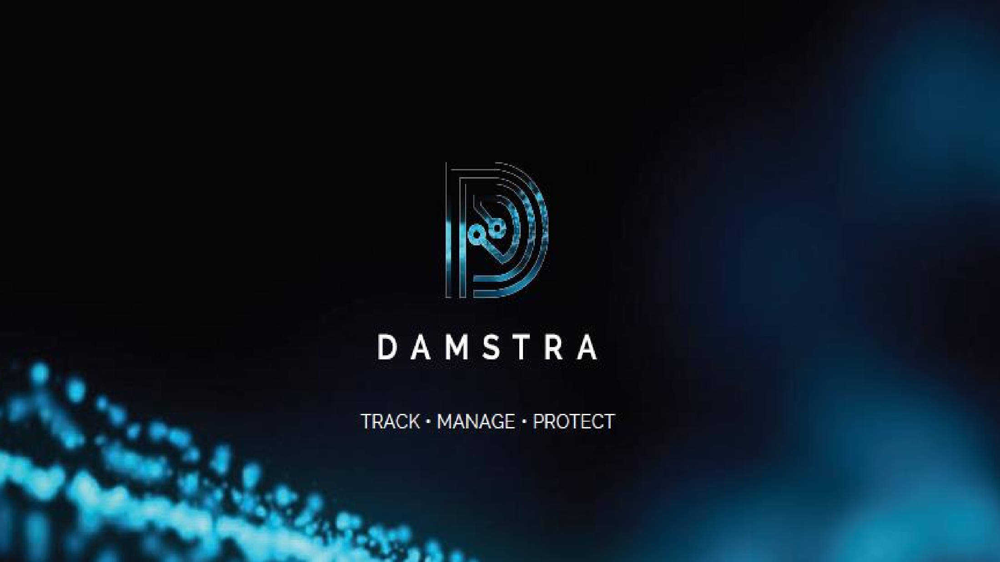 DAMSTRA
TRACK • MANAGE • PROTECT